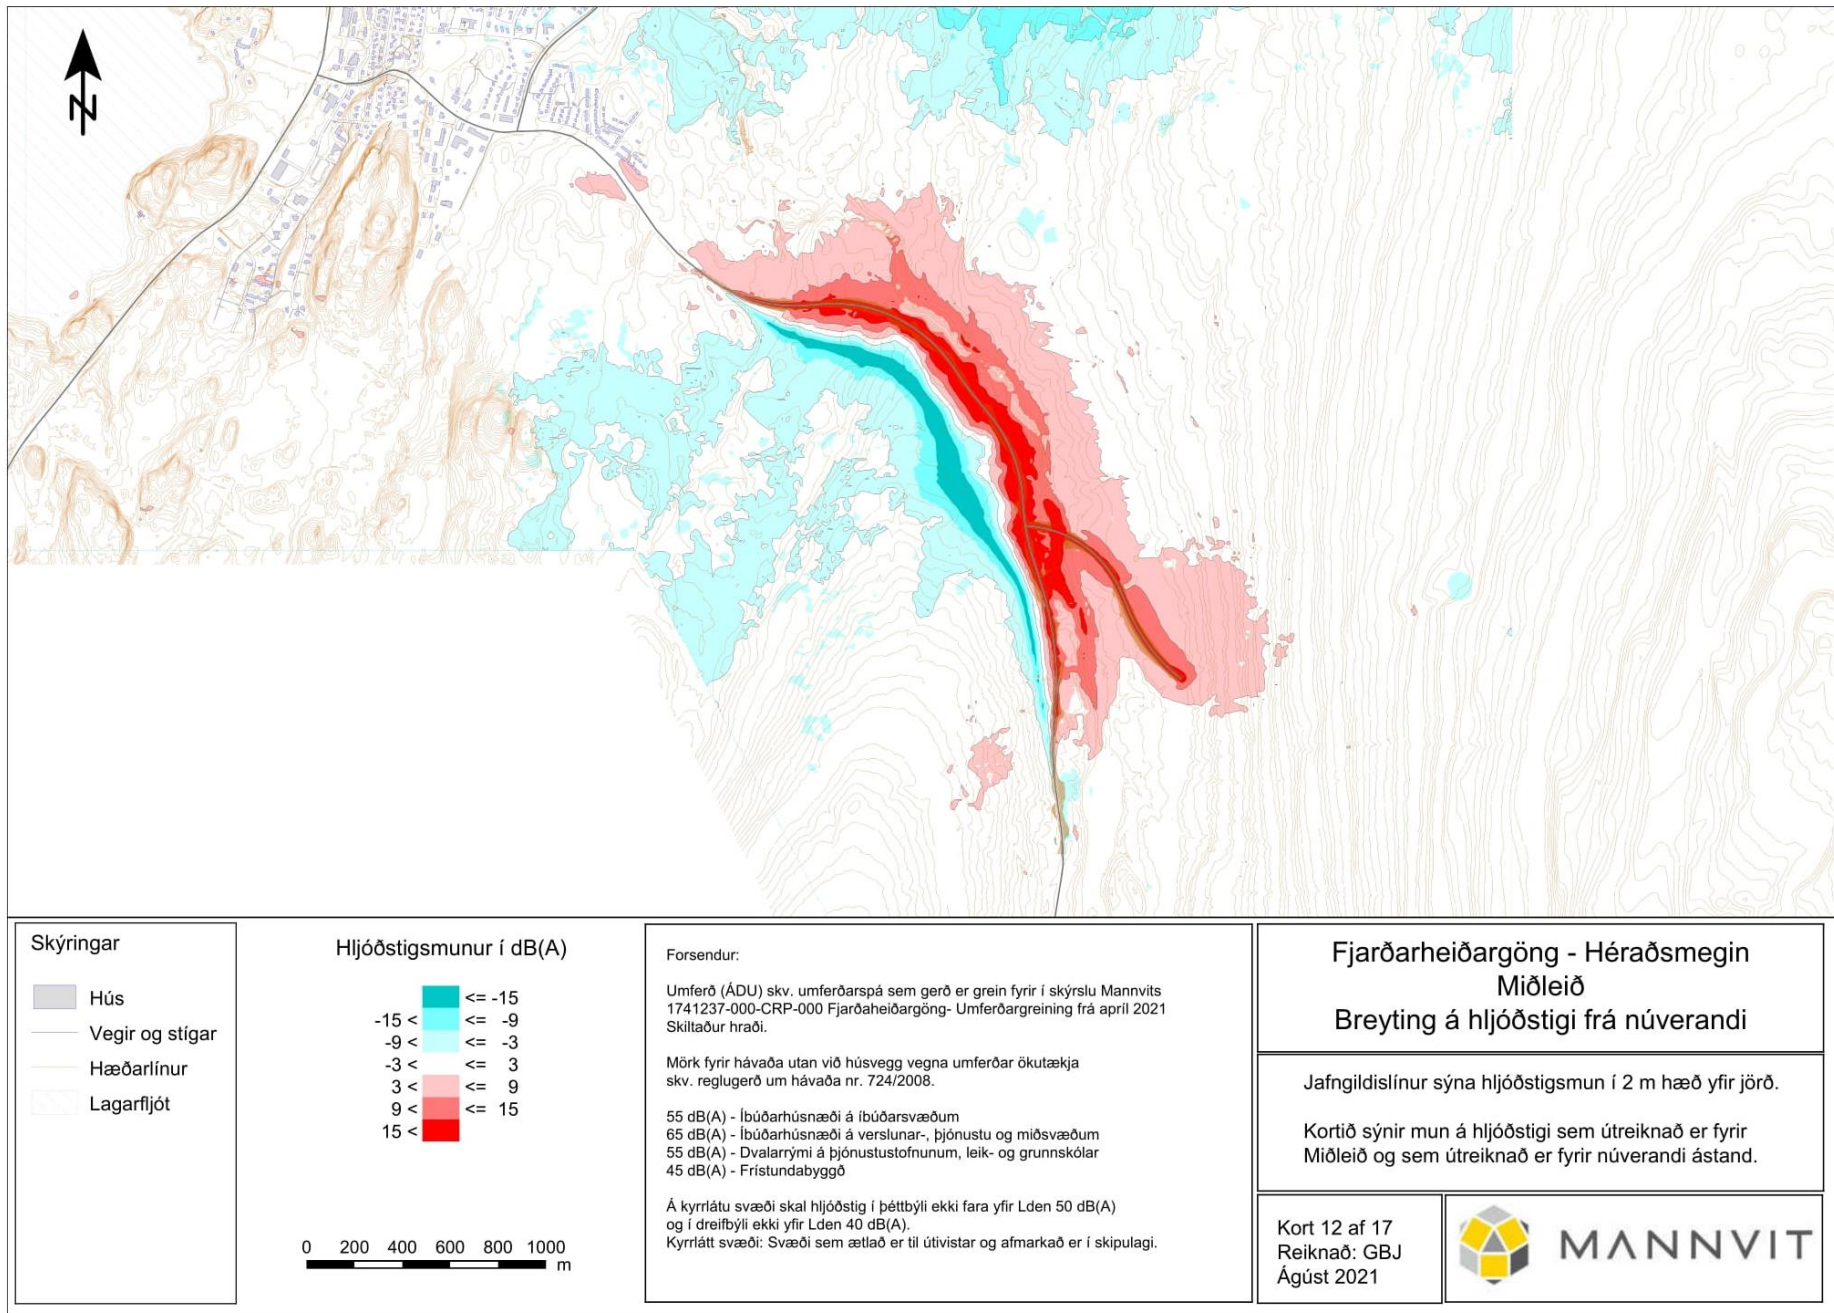 N
Skýringar
Hús
Vegir og stígar
Hæðarlínur
Lagarfljót
Hljóðstigsmunur í dB(A)
<= -15
-15 < <= -9
-9 < <= -3
-3 < <= 3
3 < <= 9
9 < <= 15
15 <
0 200 400 600 800 1000
m
Forsendur:
Umferð (ÁDU) skv. umferðarspá sem gerð er grein fyrir í skýrslu Mannvits
1741237-000-CRP-000 Fjarðaheiðargöng- Umferðargreining frá apríl 2021
Skiltaður hraði.
Mörk fyrir hávaða utan við húsvegg vegna umferðar ökutækja
skv. reglugerð um hávaða nr. 724/2008.
55 dB(A) - Íbúðarhúsnæði á íbúðarsvæðum
65 dB(A) - Íbúðarhúsnæði á verslunar-, þjónustu og miðsvæðum
55 dB(A) - Dvalarrými á þjónustustofnunum, leik- og grunnskólar
45 dB(A) - Frístundabyggð
Á kyrrlátu svæði skal hljóðstig í þéttbýli ekki fara yfir Lden 50 dB(A)
og í dreifbýli ekki yfir Lden 40 dB(A).
Kyrrlátt svæði: Svæði sem ætlað er til útivistar og afmarkað er í skipulagi.
Fjarðarheiðargöng - Héraðsmegin
Miðleið
Breyting á hljóðstigi frá núverandi
Jafngildislínur sýna hljóðstigsmun í 2 m hæð yfir jörð.
Kortið sýnir mun á hljóðstigi sem útreiknað er fyrir
Miðleið og sem útreiknað er fyrir núverandi ástand.
Kort 12 af 17
Reiknað: GBJ
Ágúst 2021
MANNVIT